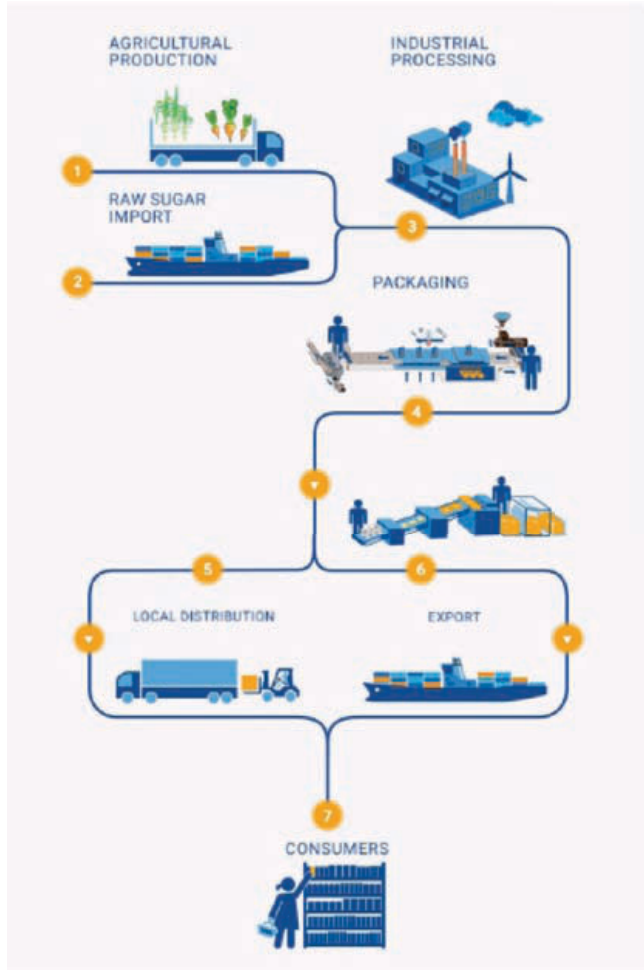 AGRICULTURAL
PRODUCTION
INDUSTRIAL
PROCESSING
1
RAW SUGAR
IMPORT
3
2
PACKAGING
4
5
6
LOCAL DISTRIBUTION
EXPORT
7
CONSUMERS